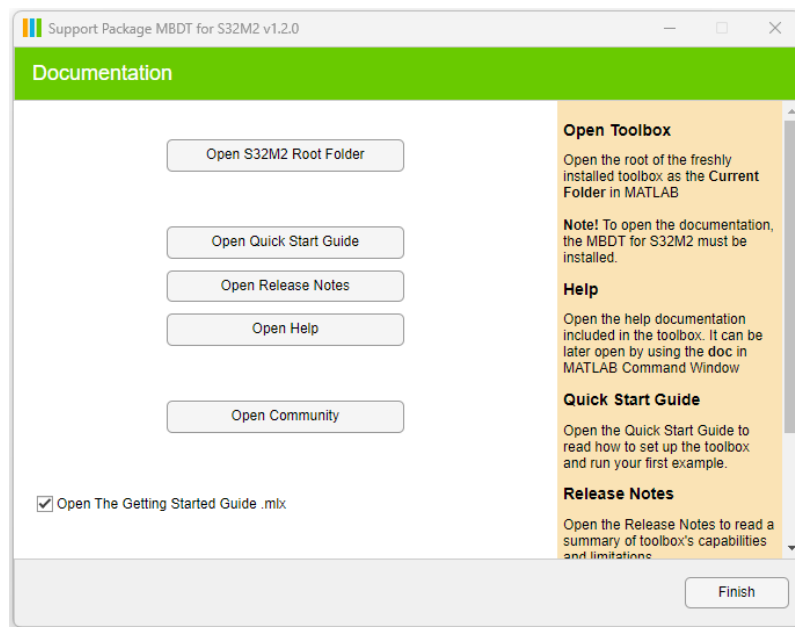 Support Package MBDT for S32M2 v1.2.0
Documentation
Open S32M2 Root Folder
Open Quick Start Guide
Open Release Notes
Open Help
Open Community
Open The Getting Started Guide .mlx
Open Toolbox
Open the root of the freshly
installed toolbox as the Current
Folder in MATLAB
Note! To open the documentation,
the MBDT for S32M2 must be
installed.
Help
Open the help documentation
included in the toolbox. It can be
later open by using the doc in
MATLAB Command Window
Quick Start Guide
Open the Quick Start Guide to
read how to set up the toolbox
and run your first example.
Release Notes
Open the Release Notes to read a
summary of toolbox's capabilities
and limitations
Finish